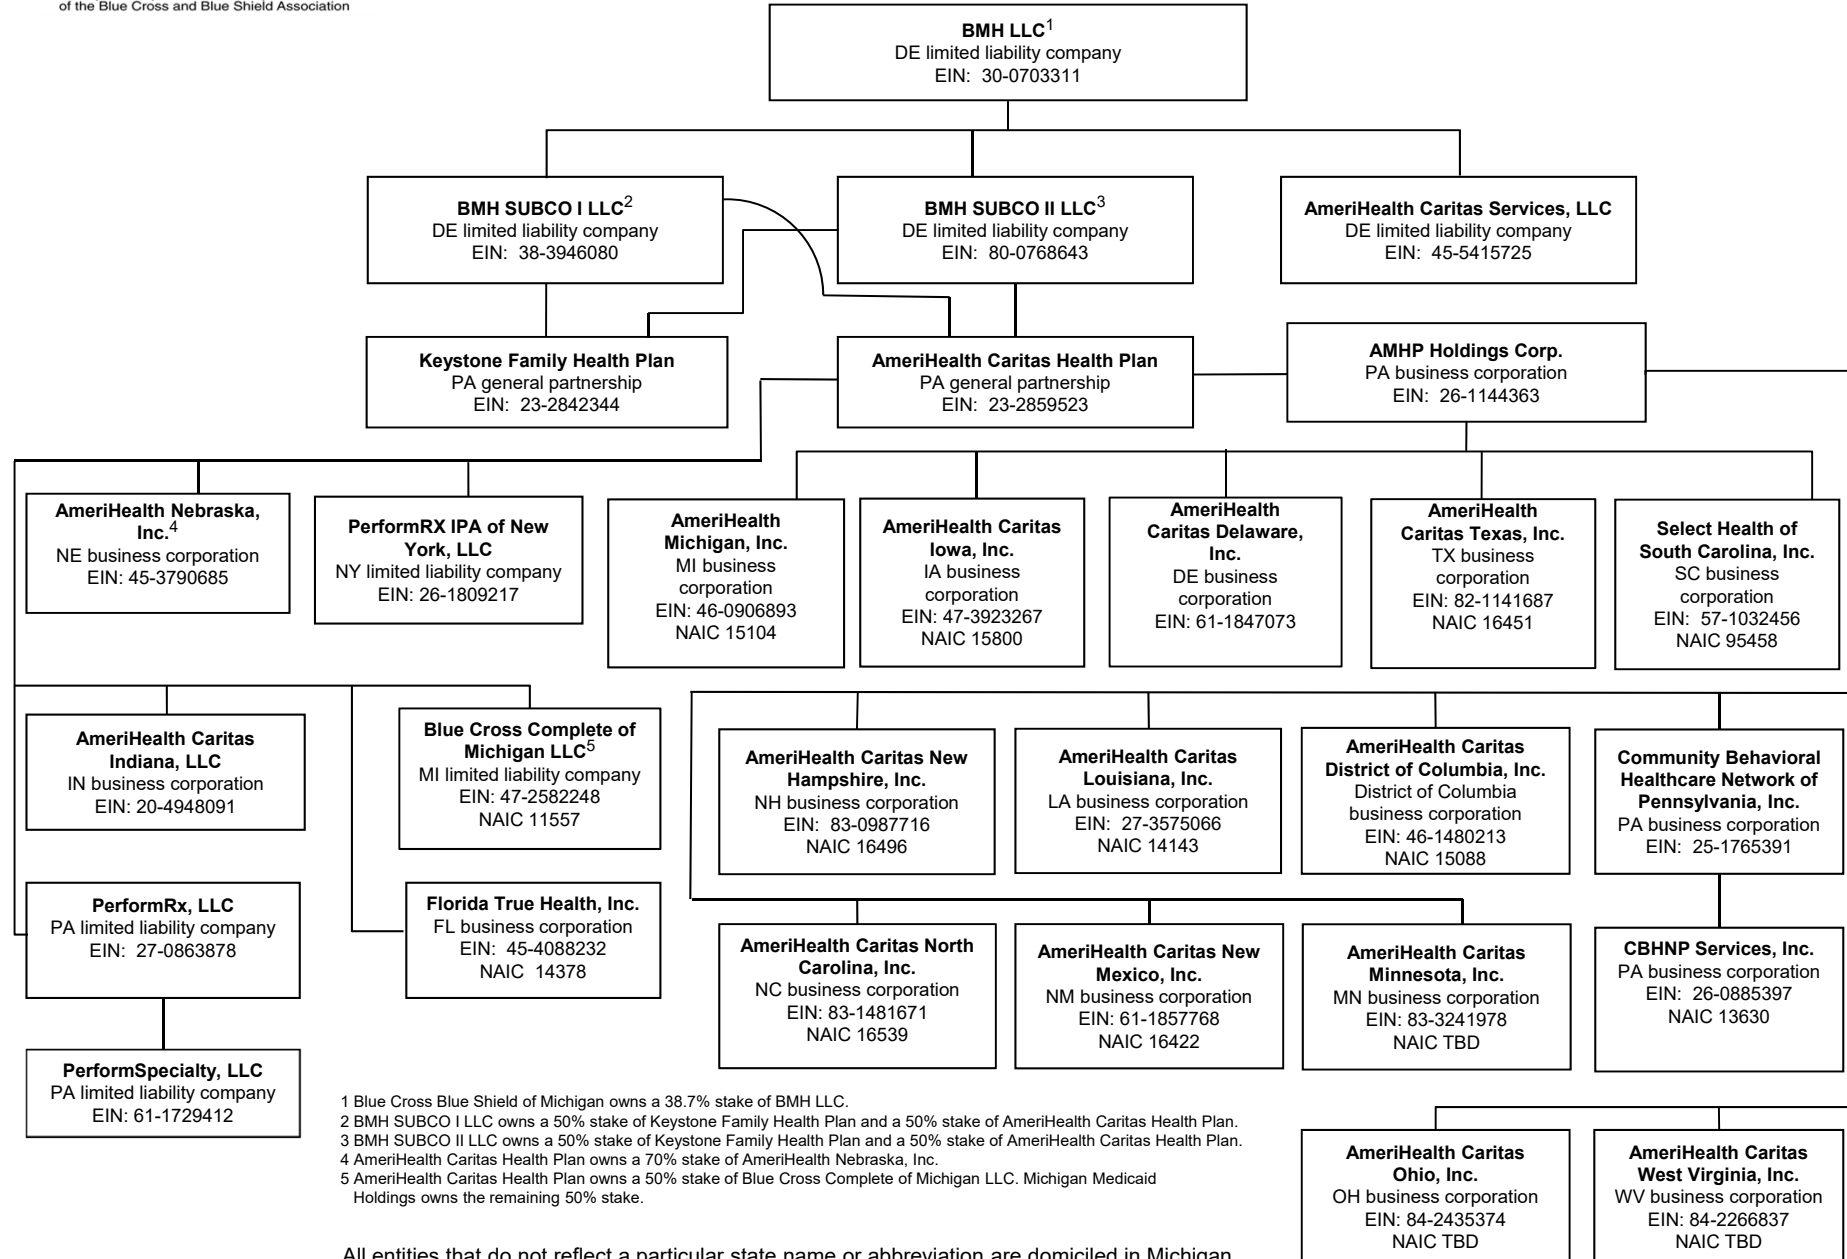 of the Blue Cross and Blue Shield Association
BMH LLC1
DE limited liability company
EIN: 30-0703311
BMH SUBCO I LLC2
DE limited liability company
EIN: 38-3946080
BMH SUBCO II LLC3
DE limited liability company
EIN: 80-0768643
AmeriHealth Caritas Services, LLC
DE limited liability company
EIN: 45-5415725
Keystone Family Health Plan
PA general partnership
EIN: 23-2842344
AmeriHealth Caritas Health Plan
PA general partnership
EIN: 23-2859523
AMHP Holdings Corp.
PA business corporation
EIN: 26-1144363
AmeriHealth Nebraska,
Inc.4
NE business corporation
EIN: 45-3790685
PerformRX IPA of New
York, LLC
NY limited liability company
EIN: 26-1809217
AmeriHealth
Michigan, Inc.
MI business
corporation
EIN: 46-0906893
NAIC 15104
AmeriHealth Caritas
Iowa, Inc.
IA business
corporation
EIN: 47-3923267
NAIC 15800
AmeriHealth
Caritas Delaware,
Inc.
DE business
corporation
EIN: 61-1847073
AmeriHealth
Caritas Texas, Inc.
TX business
corporation
EIN: 82-1141687
NAIC 16451
Select Health of
South Carolina, Inc.
SC business
corporation
EIN: 57-1032456
NAIC 95458
AmeriHealth Caritas
Indiana, LLC
IN business corporation
EIN: 20-4948091
Blue Cross Complete of
Michigan LLC5
MI limited liability company
EIN: 47-2582248
NAIC 11557
AmeriHealth Caritas New
Hampshire, Inc.
NH business corporation
EIN: 83-0987716
NAIC 16496
AmeriHealth Caritas
Louisiana, Inc.
LA business corporation
EIN: 27-3575066
NAIC 14143
AmeriHealth Caritas
District of Columbia, Inc.
District of Columbia
business corporation
EIN: 46-1480213
NAIC 15088
Community Behavioral
Healthcare Network of
Pennsylvania, Inc.
PA business corporation
EIN: 25-1765391
PerformRx, LLC
PA limited liability company
EIN: 27-0863878
Florida True Health, Inc.
FL business corporation
EIN: 45-4088232
NAIC 14378
AmeriHealth Caritas North
Carolina, Inc.
NC business corporation
EIN: 83-1481671
NAIC 16539
AmeriHealth Caritas New
Mexico, Inc.
NM business corporation
EIN: 61-1857768
NAIC 16422
AmeriHealth Caritas
Minnesota, Inc.
MN business corporation
EIN: 83-3241978
NAIC TBD
CBHNP Services, Inc.
PA business corporation
EIN: 26-0885397
NAIC 13630
PerformSpecialty, LLC
PA limited liability company
EIN: 61-1729412
1 Blue Cross Blue Shield of Michigan owns a 38.7% stake of BMH LLC.
2 BMH SUBCO I LLC owns a 50% stake of Keystone Family Health Plan and a 50% stake of AmeriHealth Caritas Health Plan.
3 BMH SUBCO II LLC owns a 50% stake of Keystone Family Health Plan and a 50% stake of AmeriHealth Caritas Health Plan.
4 AmeriHealth Caritas Health Plan owns a 70% stake of AmeriHealth Nebraska, Inc.
5 AmeriHealth Caritas Health Plan owns a 50% stake of Blue Cross Complete of Michigan LLC. Michigan Medicaid
Holdings owns the remaining 50% stake.
AmeriHealth Caritas
Ohio, Inc.
OH business corporation
EIN: 84-2435374
NAIC TBD
AmeriHealth Caritas
West Virginia, Inc.
WV business corporation
EIN: 84-2266837
NAIC TBD
All entities that do not reflect a particular state name or abbreviation are domiciled in Michigan